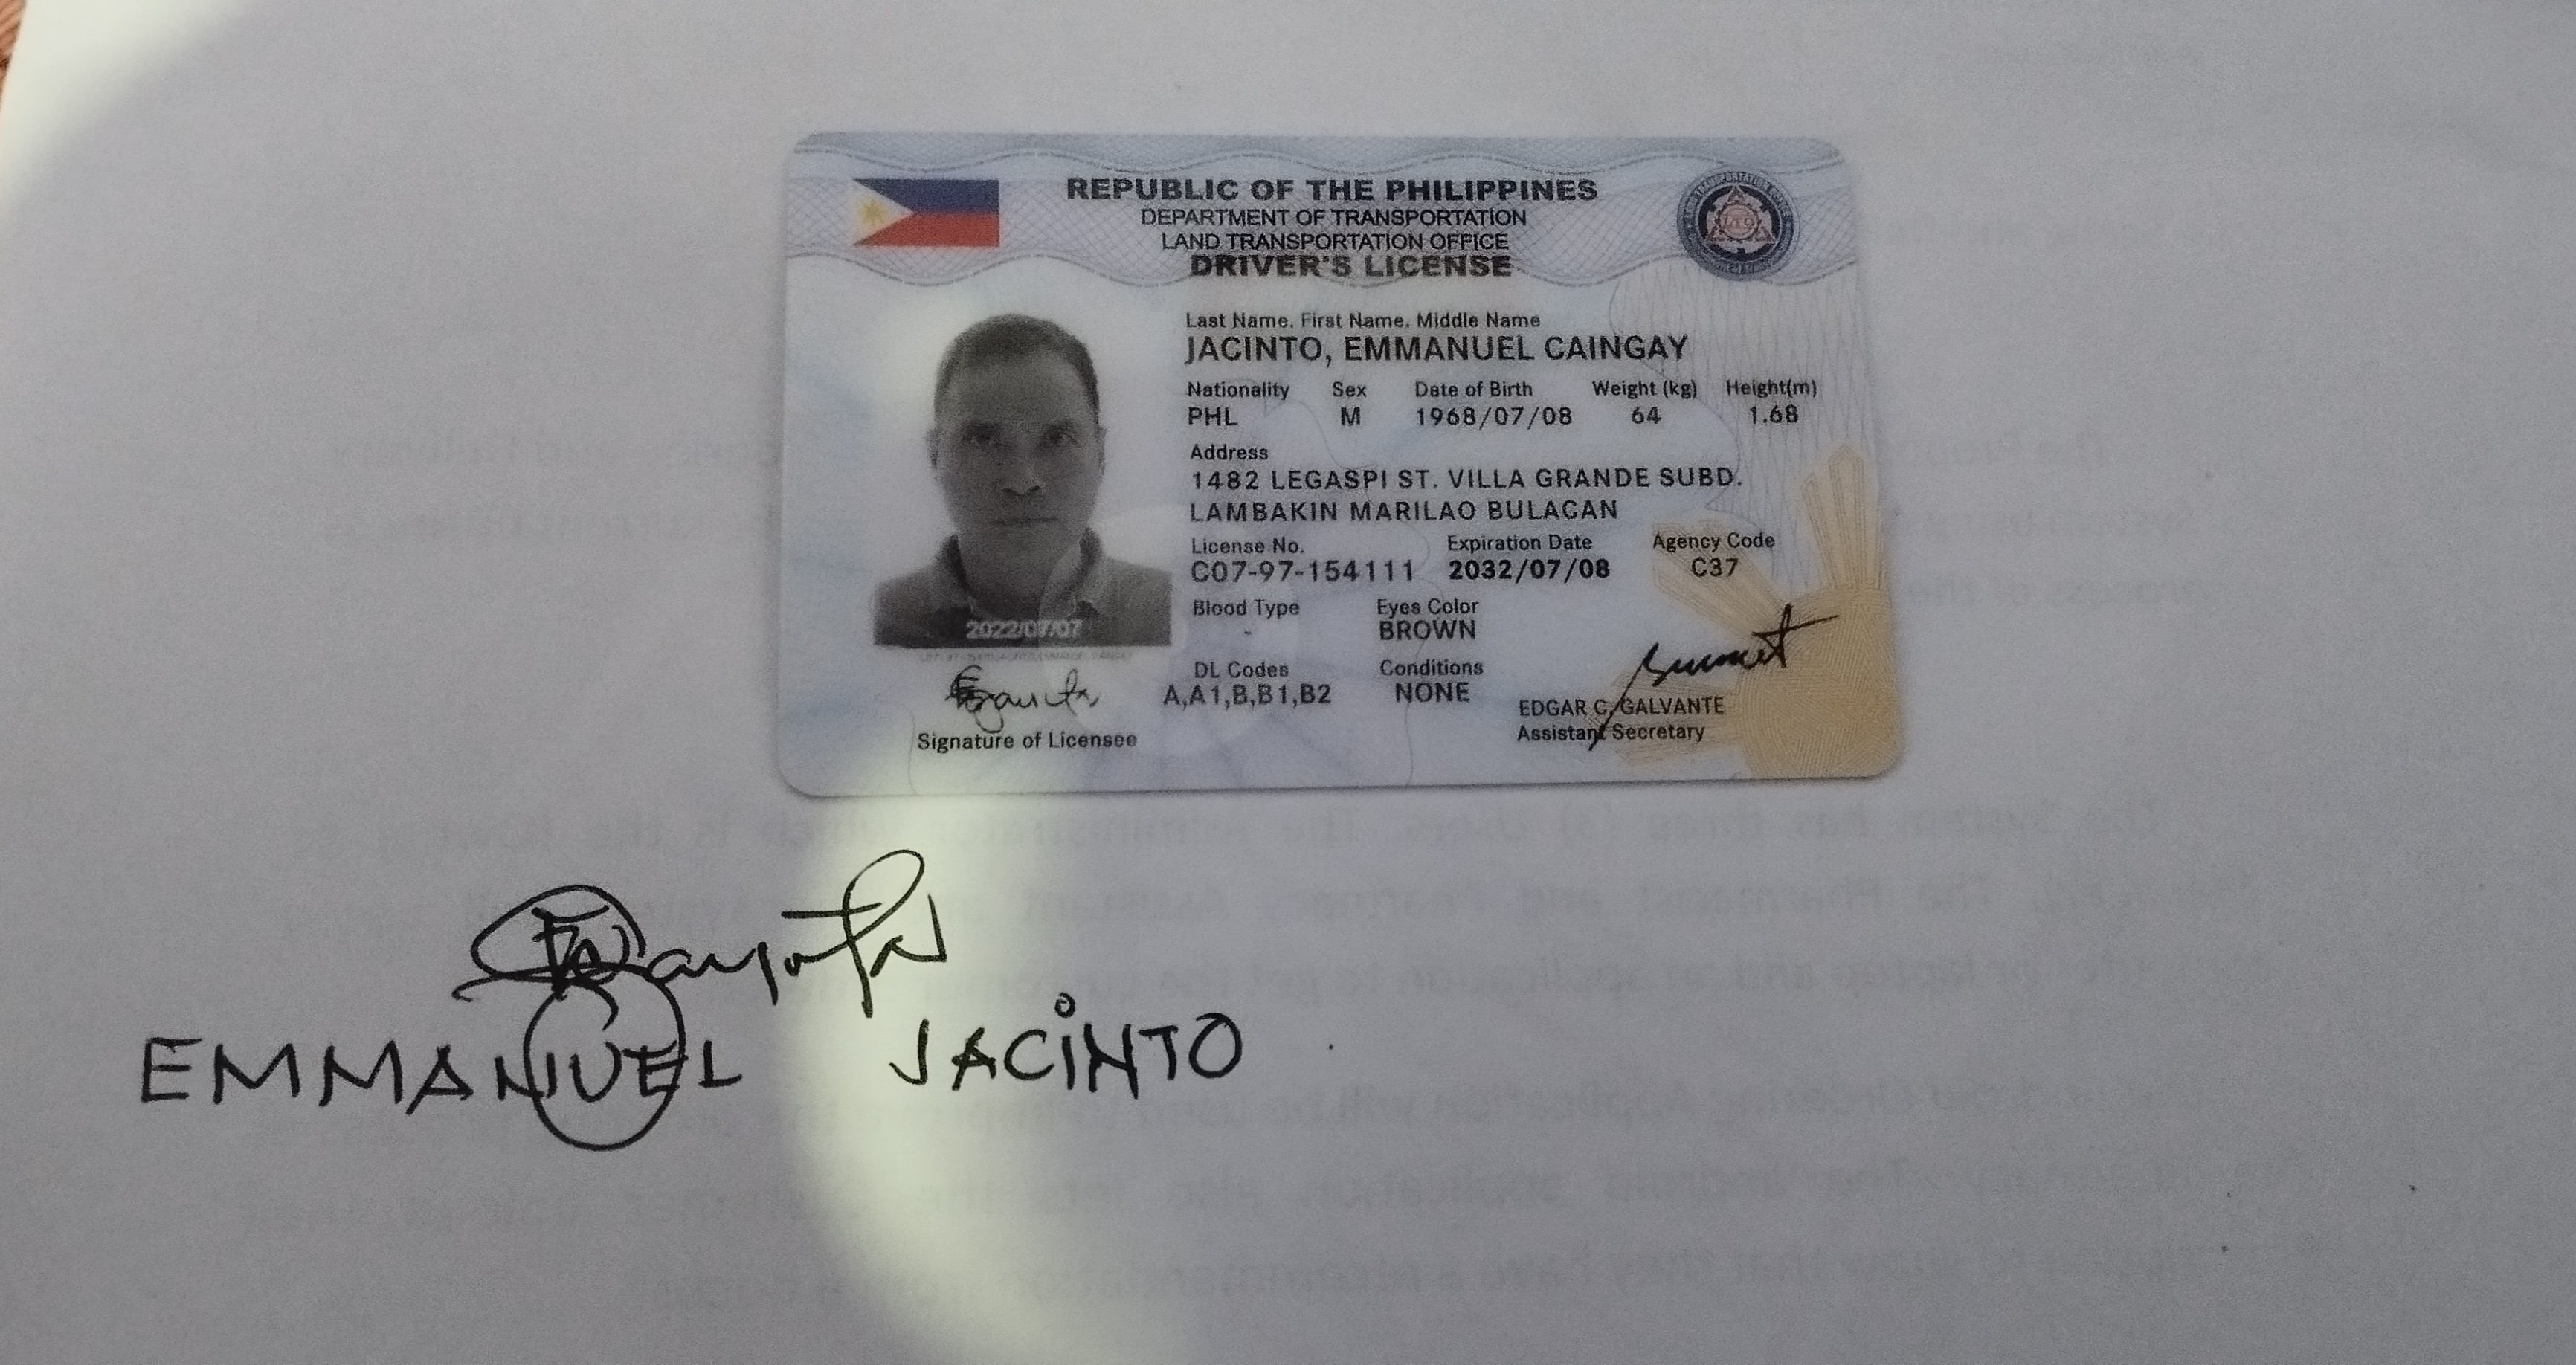 REPUBLIC OF THE PHILIPPINES
DEPARTMENT OF TRANSPORTATION
LAND TRANSPORTATION OFFICE
DRIVER'S LICENSE
Last Name. First Name. Middle Name
JACINTO, EMMANUEL CAINGAY
Nationality Sex Date of Birth Weight (kg) Height(m)
PHL M 1968/07/08 64 1.68
Address
1482 LEGASPI ST. VILLA GRANDE SUBD.
LAMBAKIN MARILAO BULACAN
License No. Expiration Date Agency Code
C07-97-154111 2032/07/08 C37
Blood Type Eyes Color
- BROWN
2022/07/07
DL Codes Conditions
A,A1,B,B1,B2 NONE
EDGAR C. GALVANTE
Assistant Secretary
Signature of Licensee
EMMANUEL JACINTO